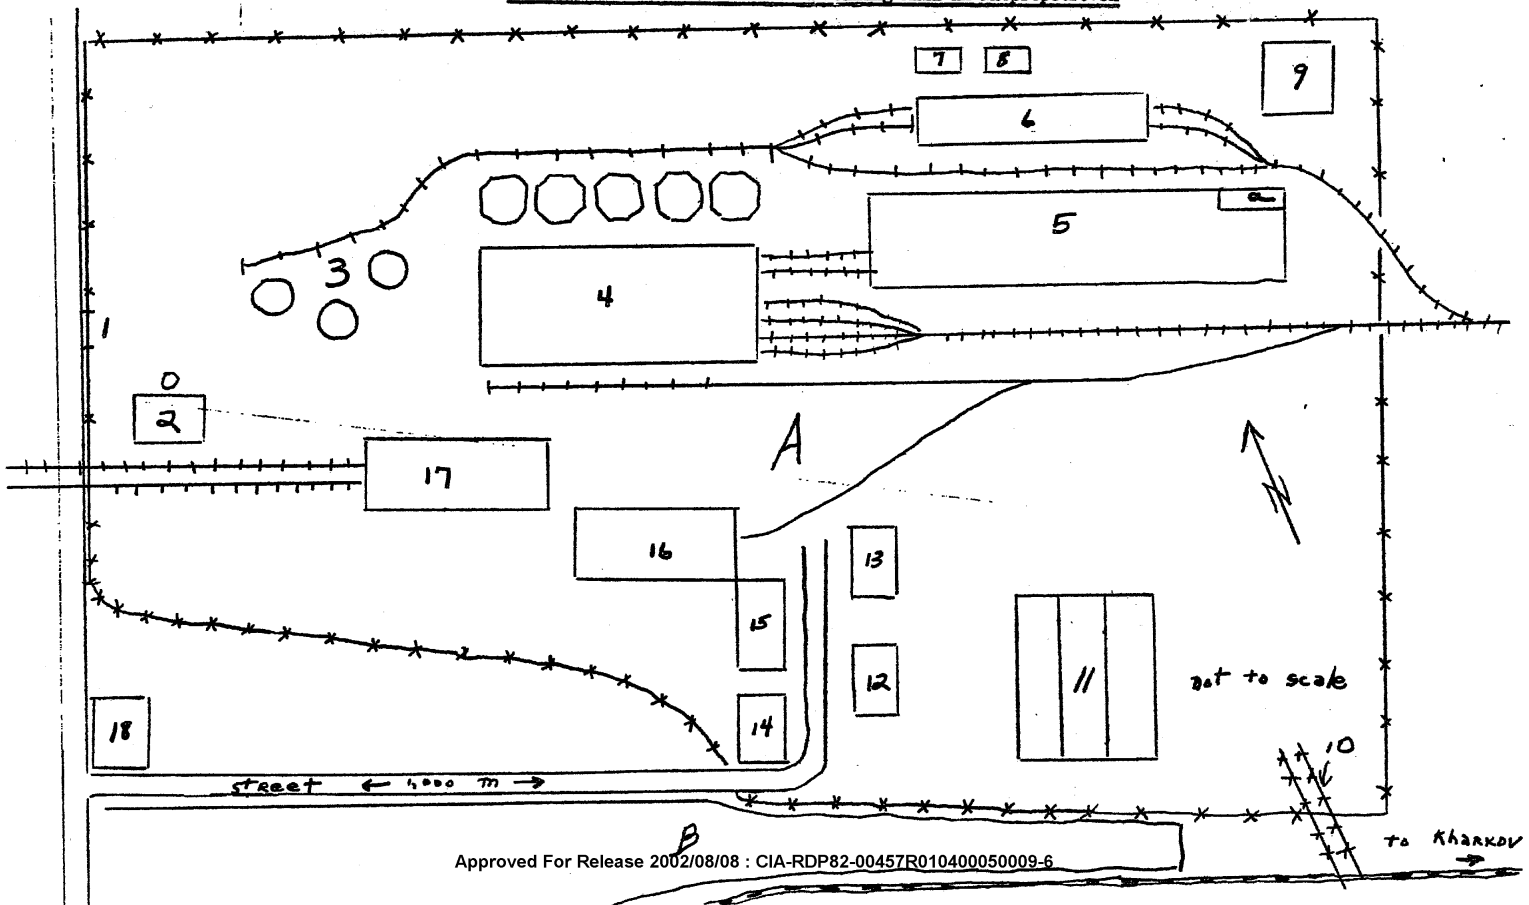 7 8
9
6
a
5
3
4
1
O
2
A
17
16
13
15
12
11
not to scale
14
18
10
street ← 1,000 m →
B
to Kharkov
→
Approved For Release 2002/08/08 : CIA-RDP82-00457R010400050009-6